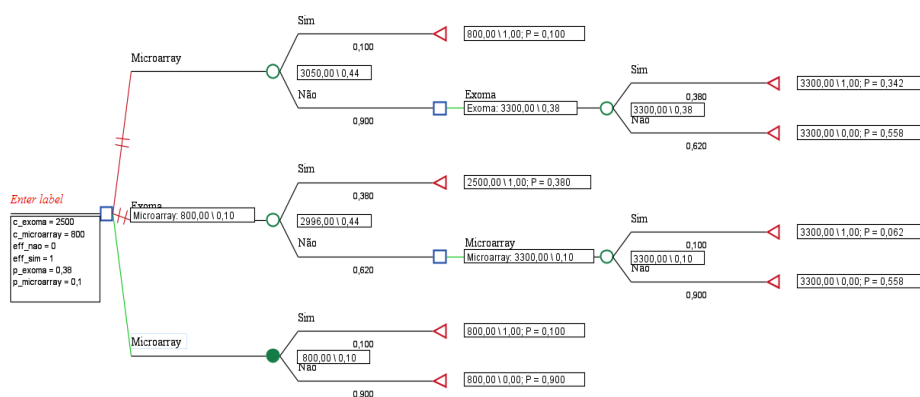 Sim
800,00 \ 1,00; P = 0,100
0,100
Microarray
3050,00 \ 0,44
Não
0,900
Exoma
Exoma: 3300,00 \ 0,38
Sim
0,380
3300,00 \ 1,00; P = 0,342
3300,00 \ 0,38
Não
0,620
3300,00 \ 0,00; P = 0,558
Sim
0,380
2500,00 \ 1,00; P = 0,380
Enter label
c_exoma = 2500
c_microarray = 800
eff_nao = 0
eff_sim = 1
p_exoma = 0,38
p_microarray = 0,1
Exoma
Microarray: 800,00 \ 0,10
2996,00 \ 0,44
Não
0,620
Microarray
Microarray: 3300,00 \ 0,10
Sim
0,100
3300,00 \ 1,00; P = 0,062
3300,00 \ 0,10
Não
0,900
3300,00 \ 0,00; P = 0,558
Microarray
Sim
0,100
800,00 \ 1,00; P = 0,100
800,00 \ 0,10
Não
0,900
800,00 \ 0,00; P = 0,900